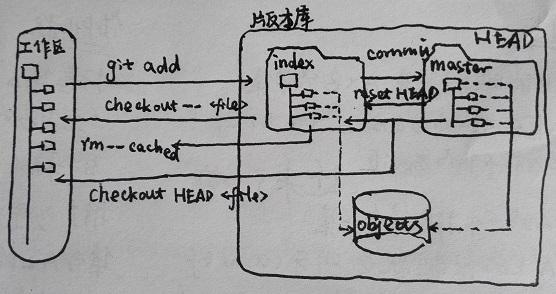 工作区
版本库
HEAD
git add
index
commit
master
checkout -- <file>
reset HEAD
rm -- cached
checkout HEAD <file>
objects